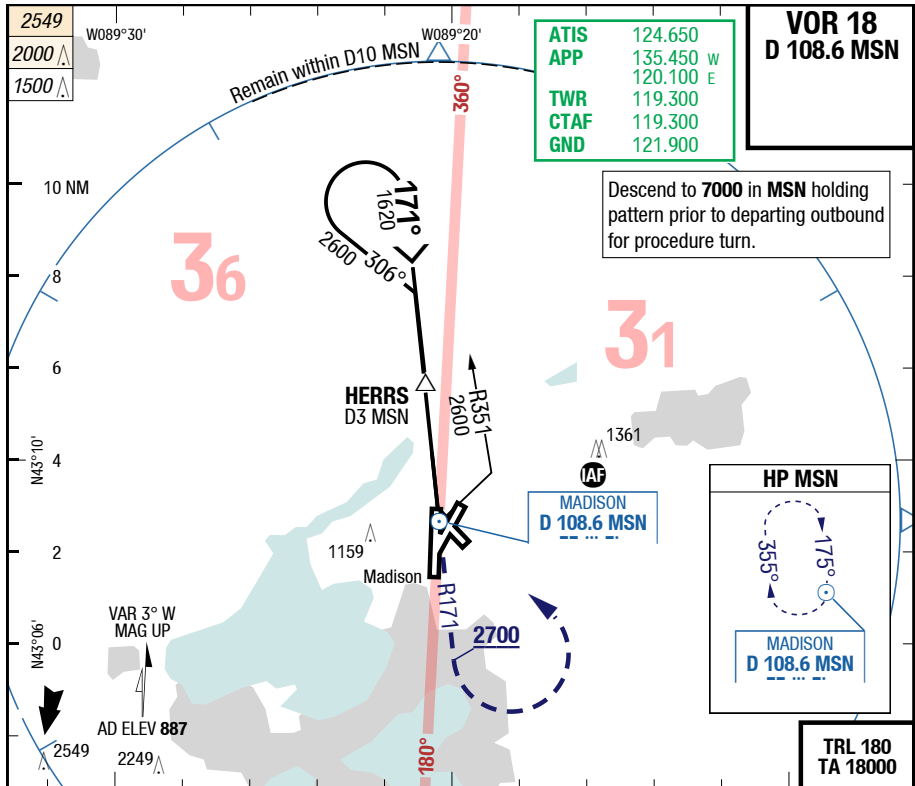 2549
2000
1500
W089°30'
W089°20'
Remain within D10 MSN
360°
ATIS 124.650
APP 135.450 W
120.100 E
TWR 119.300
CTAF 119.300
GND 121.900
VOR 18
D 108.6 MSN
Descend to 7000 in MSN holding
pattern prior to departing outbound
for procedure turn.
10 NM
171°
1620
306°
2600
36
31
8
6
HERRS
D3 MSN
R351
2600
1361
IAF
N43°10'
4
MADISON
D 108.6 MSN
HP MSN
355°
175°
MADISON
D 108.6 MSN
1159
2
Madison
R171
2700
VAR 3° W
MAG UP
N43°06'
0
AD ELEV 887
2549
2249
180°
TRL 180
TA 18000